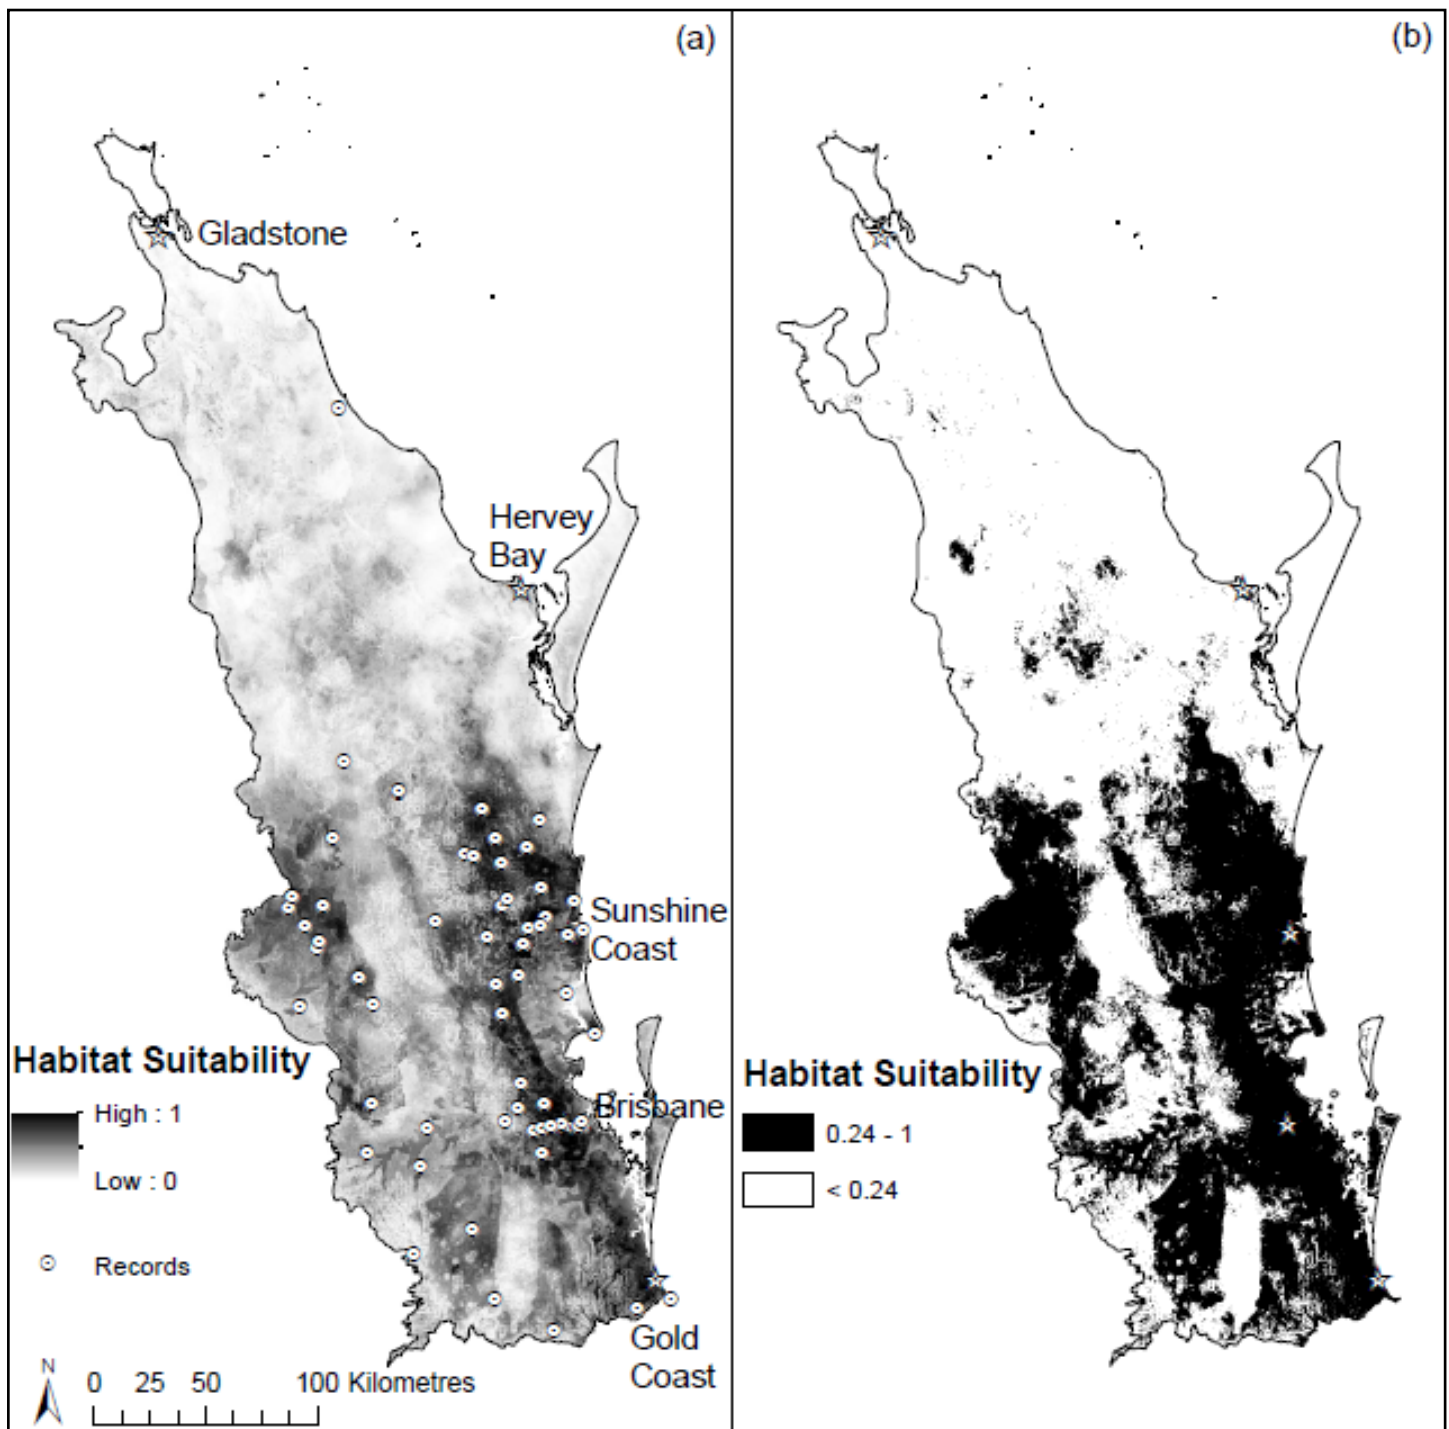 (a)
Gladstone
Hervey
Bay
Sunshine
Coast
Habitat Suitability
High : 1
Low : 0
Brisbane
Records
Gold
Coast
N
0 25 50 100 Kilometres
(b)
Habitat Suitability
0.24 - 1
< 0.24